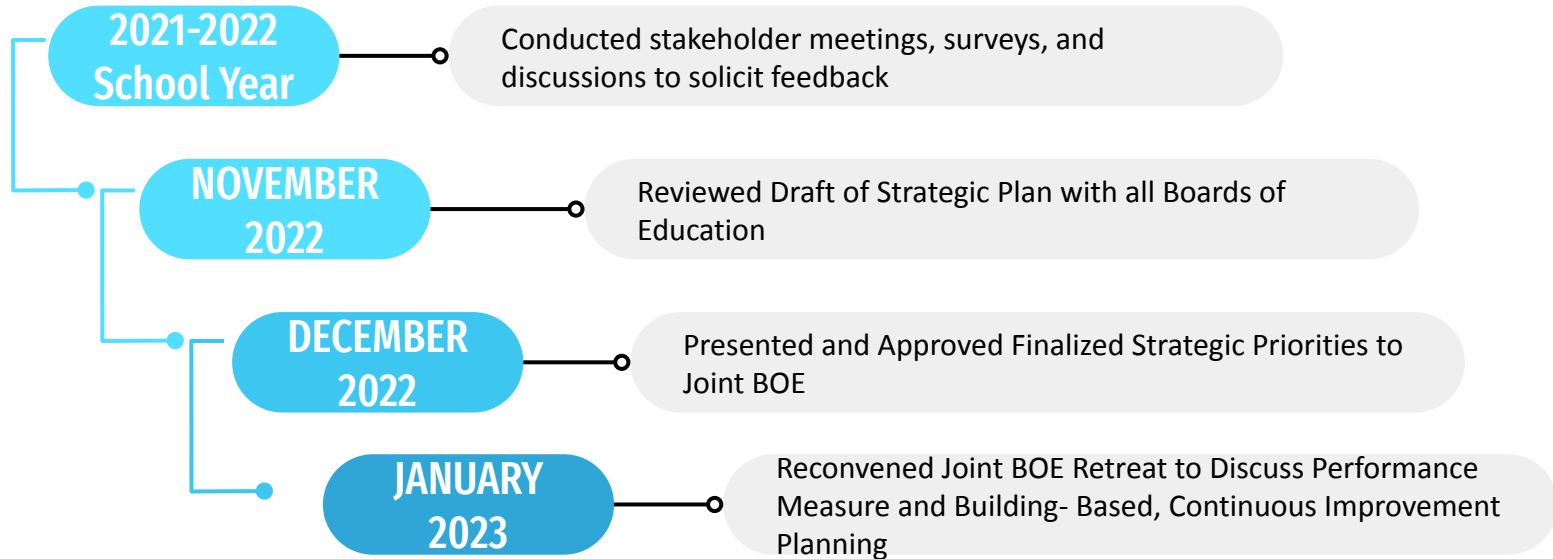 2021-2022
School Year
Conducted stakeholder meetings, surveys, and
discussions to solicit feedback
NOVEMBER
2022
Reviewed Draft of Strategic Plan with all Boards of
Education
DECEMBER
2022
Presented and Approved Finalized Strategic Priorities to
Joint BOE
JANUARY
2023
Reconvened Joint BOE Retreat to Discuss Performance
Measure and Building- Based, Continuous Improvement
Planning